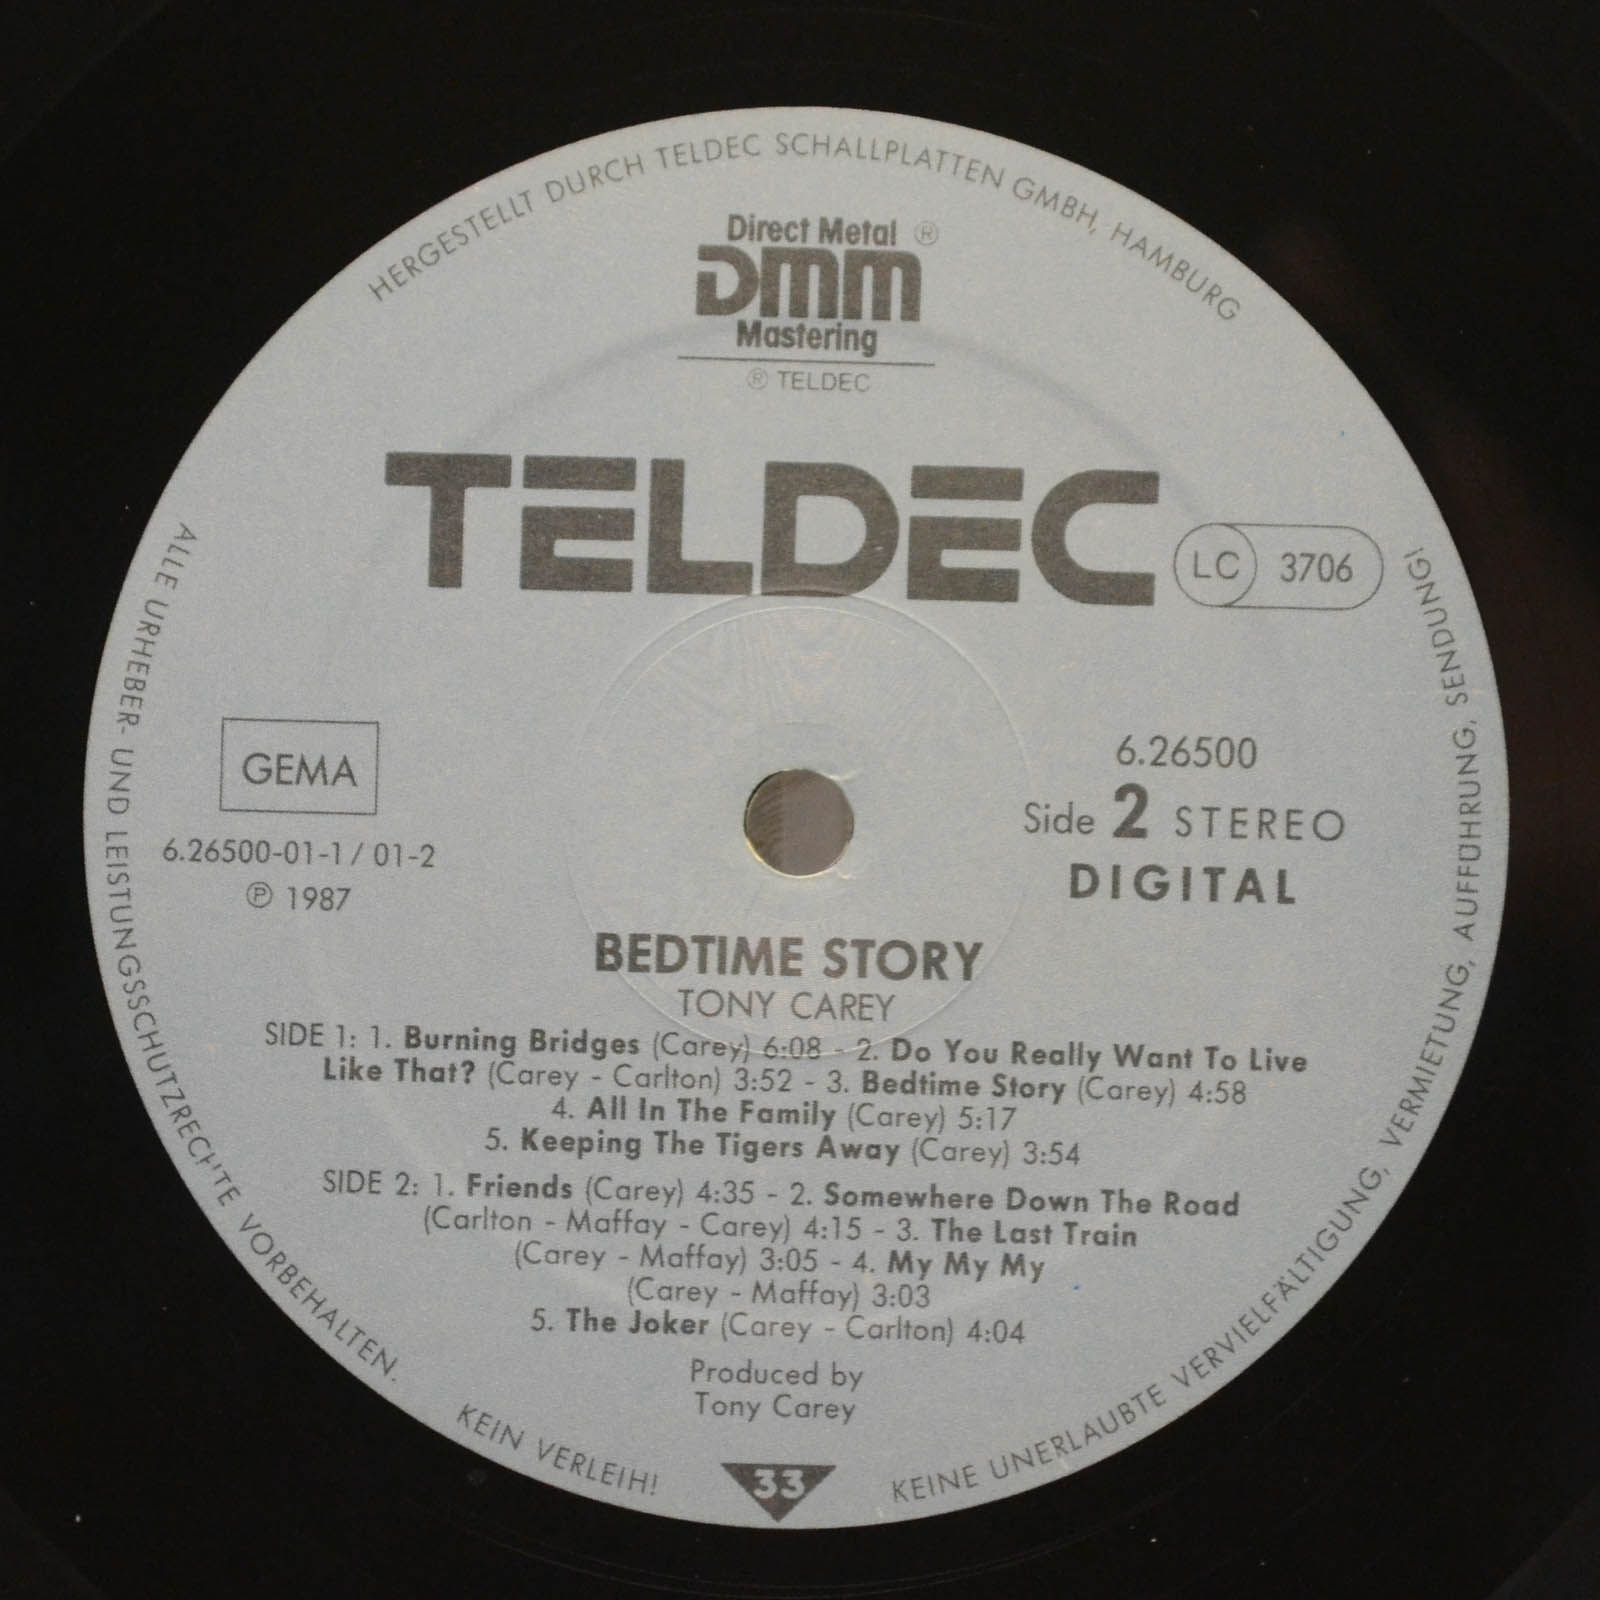 HERGESTELLT DURCH TELDEC SCHALLPLATTEN GMBH, HAMBURG
Direct Metal ®
DMM
Mastering
® TELDEC
TELDEC
LC 3706
GEMA
6.26500-01-1 / 01-2
℗ 1987
6.26500
Side 2 STEREO
DIGITAL
BEDTIME STORY
TONY CAREY
SIDE 1: 1. Burning Bridges (Carey) 6:08 - 2. Do You Really Want To Live
Like That? (Carey - Carlton) 3:52 - 3. Bedtime Story (Carey) 4:58
4. All In The Family (Carey) 5:17
5. Keeping The Tigers Away (Carey) 3:54
SIDE 2: 1. Friends (Carey) 4:35 - 2. Somewhere Down The Road
(Carlton - Maffay - Carey) 4:15 - 3. The Last Train
(Carey - Maffay) 3:05 - 4. My My My
(Carey - Maffay) 3:03
5. The Joker (Carey - Carlton) 4:04
Produced by
Tony Carey
33
ALLE URHEBER- UND LEISTUNGSSCHUTZRECHTE VORBEHALTEN.
KEIN VERLEIH!
KEINE UNERLAUBTE VERVIELFÄLTIGUNG, VERMIETUNG, AUFFÜHRUNG, SENDUNG!